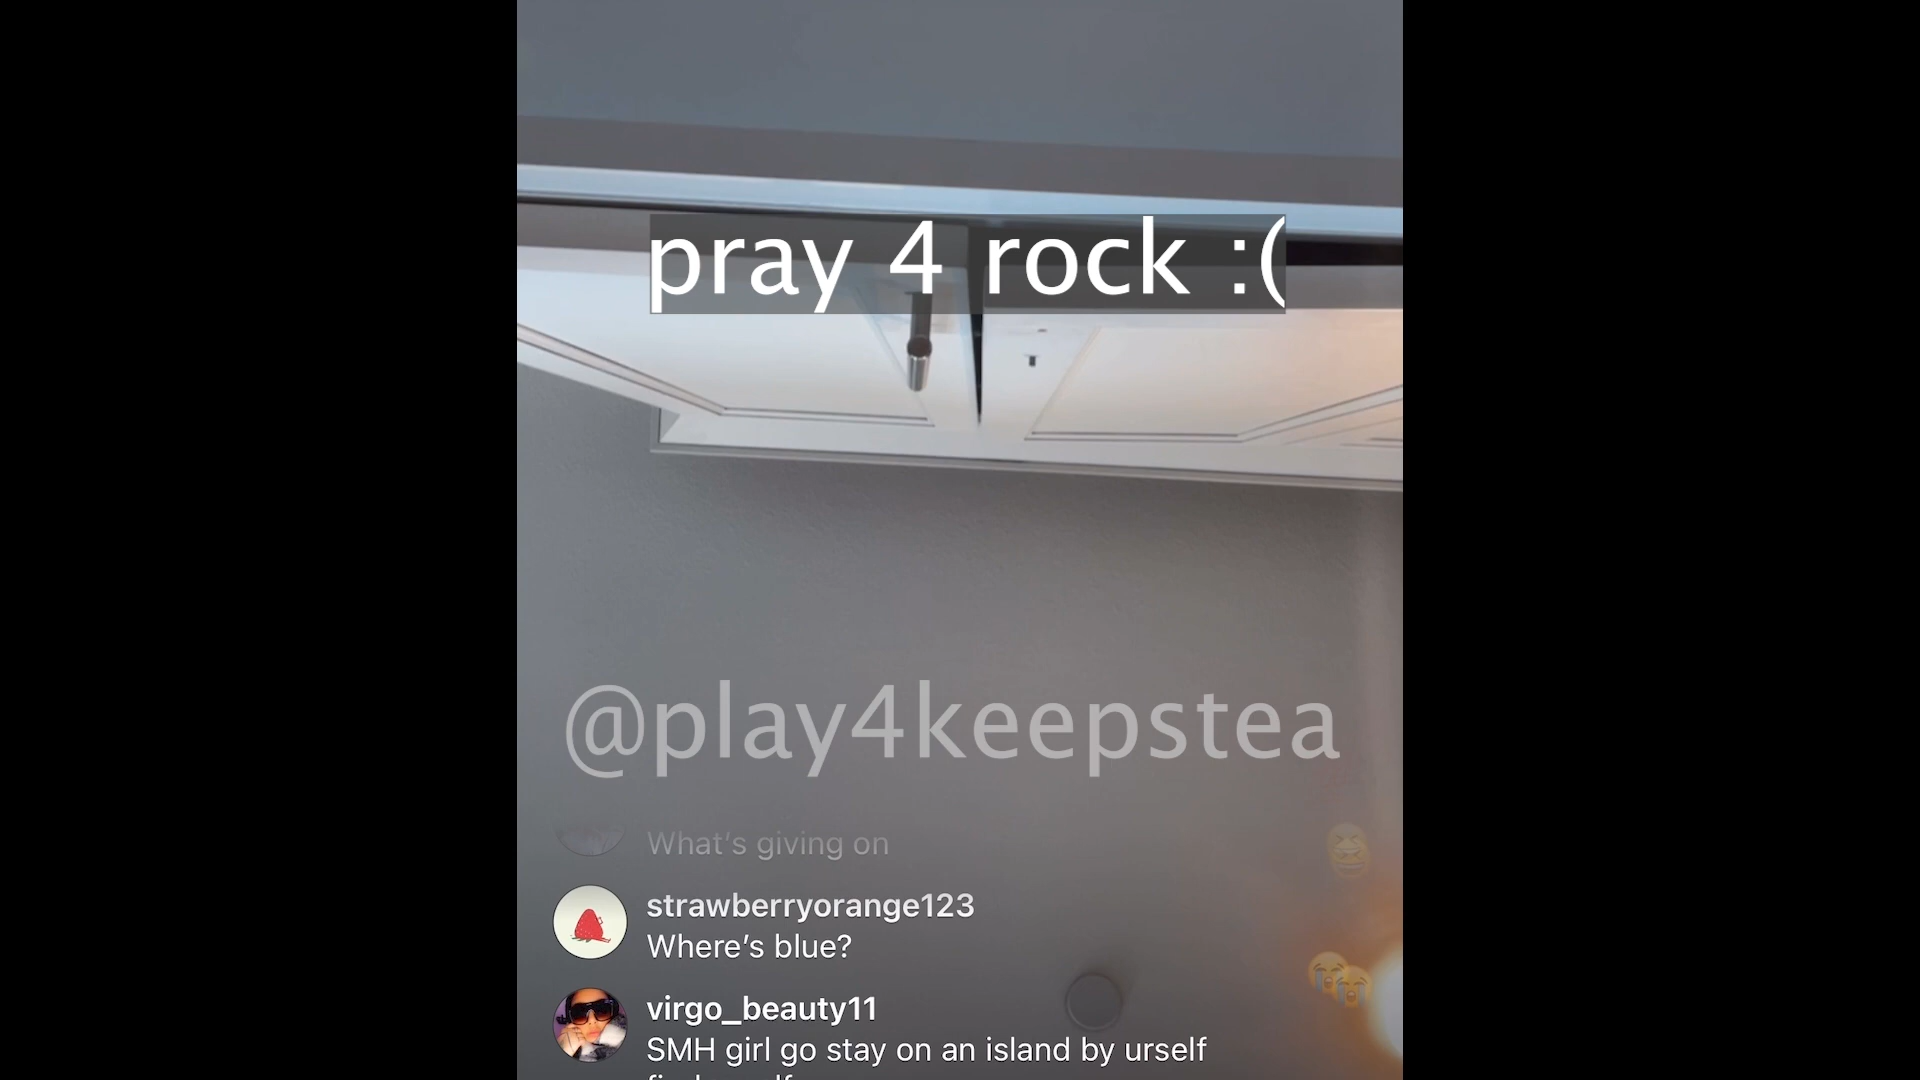 pray 4 rock :(
@play4keepstea
What's giving on
strawberryorange123
Where's blue?
virgo_beauty11
SMH girl go stay on an island by urself